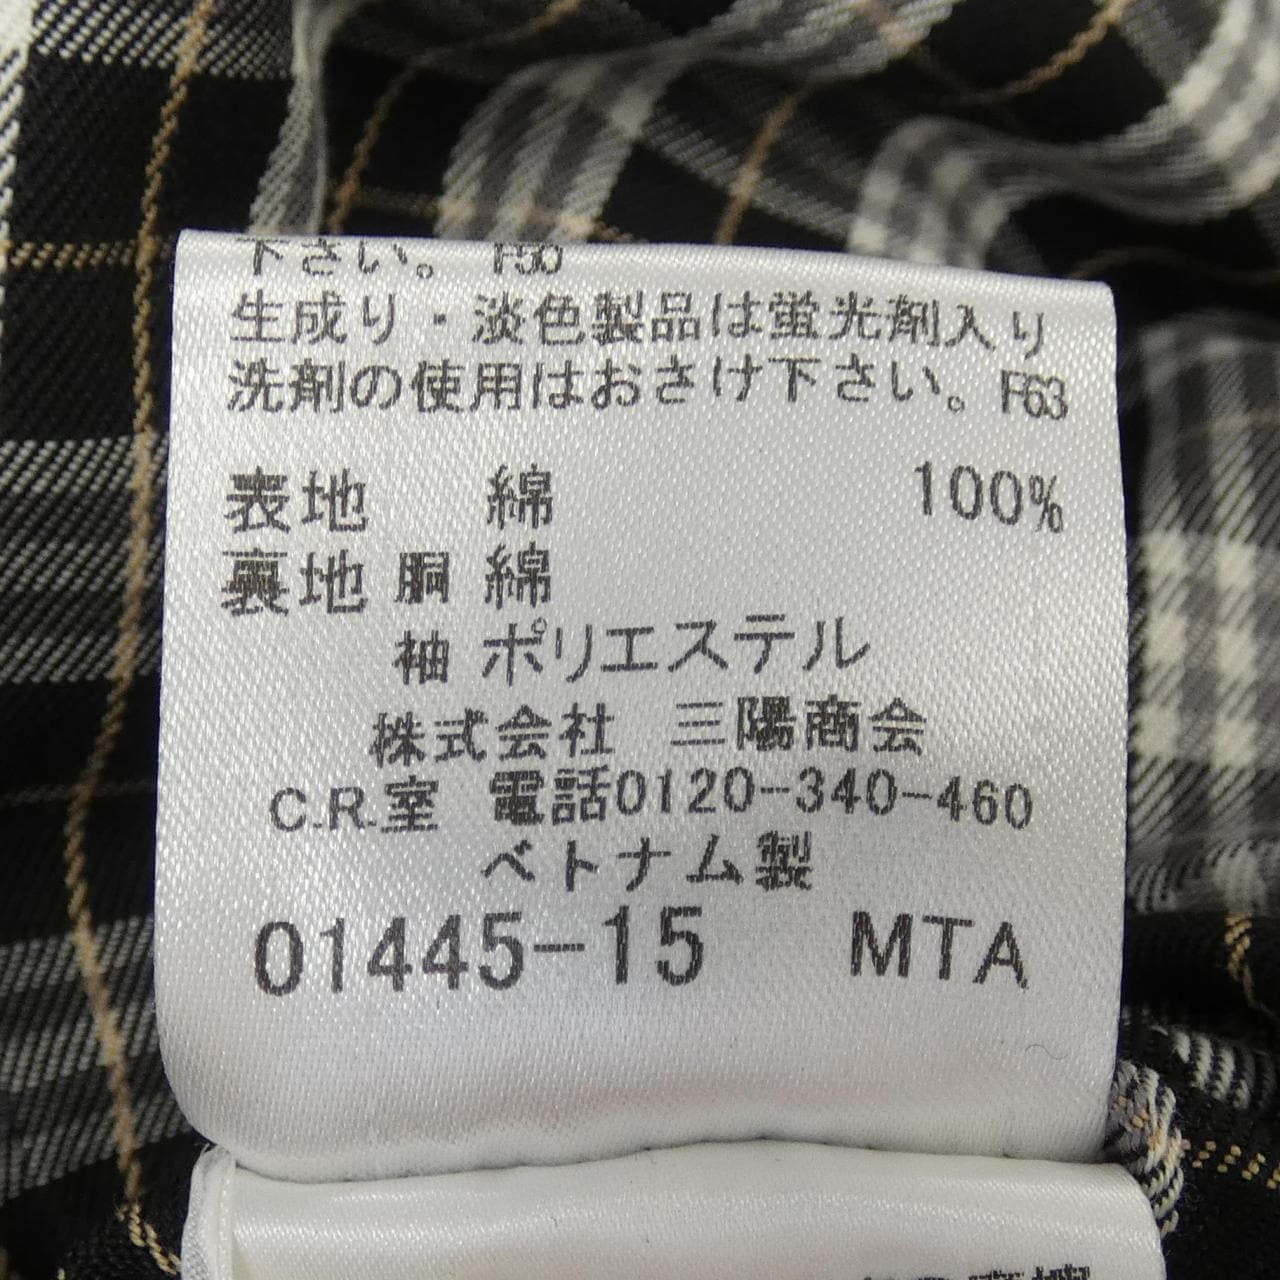 下さい。 F50
生成り・淡色製品は蛍光剤入り
洗剤の使用はおさけ下さい。F63
表地 綿 100%
裏地 胴 綿
袖 ポリエステル
株式会社 三陽商会
C.R.室 電話0120-340-460
ベトナム製
01445-15 MTA